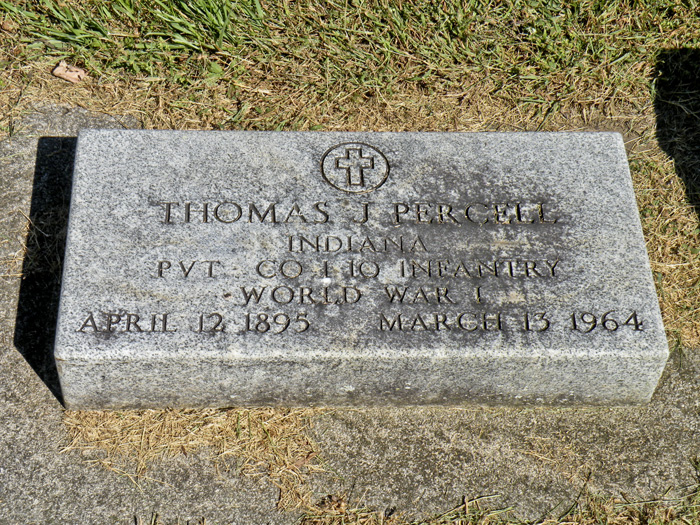 THOMAS J PERCELL
INDIANA
PVT CO I 10 INFANTRY
WORLD WAR I
APRIL 12 1895 MARCH 13 1964